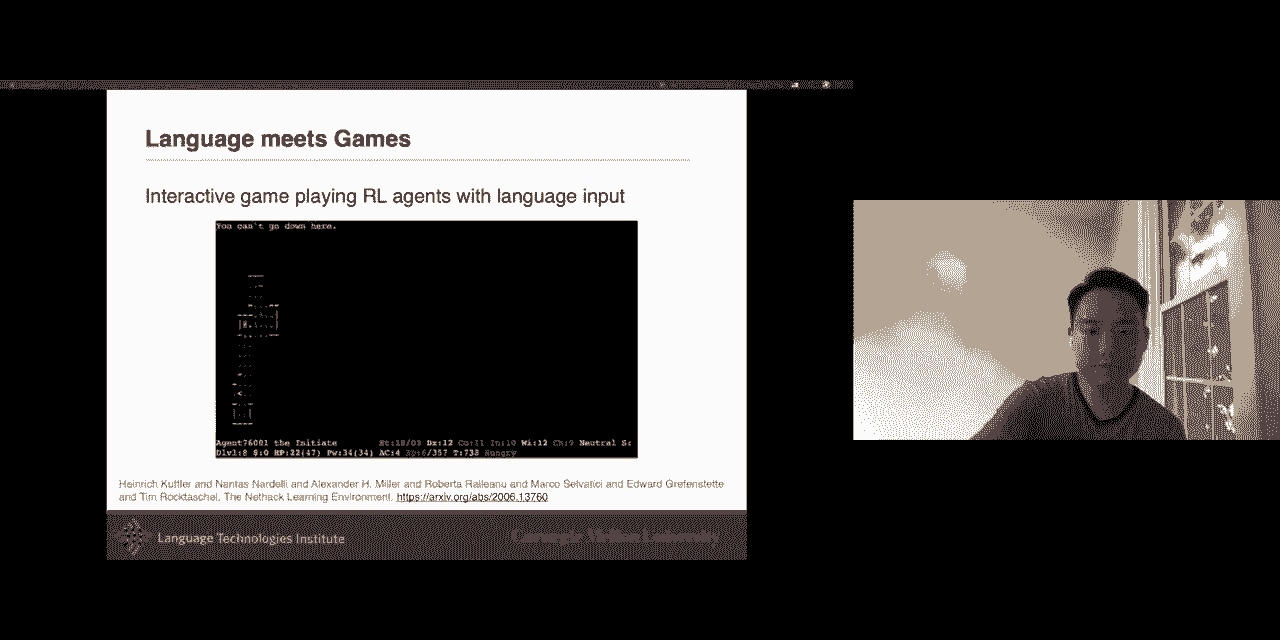 Language meets Games
Interactive game playing RL agents with language input
You can't go down here.
Agent76081 the Initiate St:18/03 Dx:12 Co:11 In:10 Wi:12 Ch:9 Neutral S:
Dlvl:8 $:0 HP:22(47) Pw:34(34) AC:4 Xp:6/357 T:733 Hungry
Heinrich Kuttler and Nantas Nardelli and Alexander H. Miller and Roberta Raileanu and Marco Selvatici and Edward Grefenstette
and Tim Rocktaschel, The Nethack Learning Environment, https://arxiv.org/abs/2006.13760
Language Technologies Institute
Carnegie Mellon University